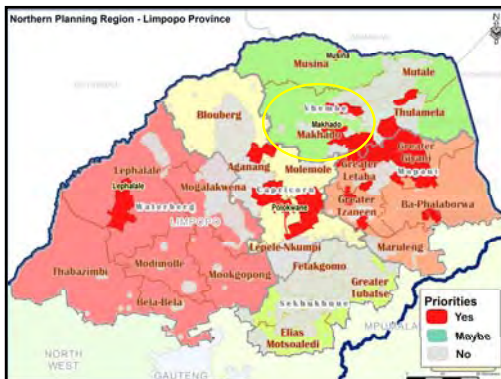 Northern Planning Region - Limpopo Province
Musina
Musina
Mutale
Vhembe
Blouberg
Makhado
Thulamela
Makhado
Greater
Giyani
Aganang
Molemole
Greater
Letaba
Mopani
Lephalale
Lephalale
Mogalakwena
Capricorn
Polokwane
Greater
Tzaneen
Ba-Phalaborwa
Waterberg
LIMPOPO
Lepele-Nkumpi
Maruleng
Modimolle
Fetakgomo
Thabazimbi
Mookgopong
Greater
Tubatse
Sekhukhune
Bela-Bela
Elias
Motsoaledi
MPUMALA
NORTH
WEST
GAUTENG
Priorities
Yes
Maybe
No